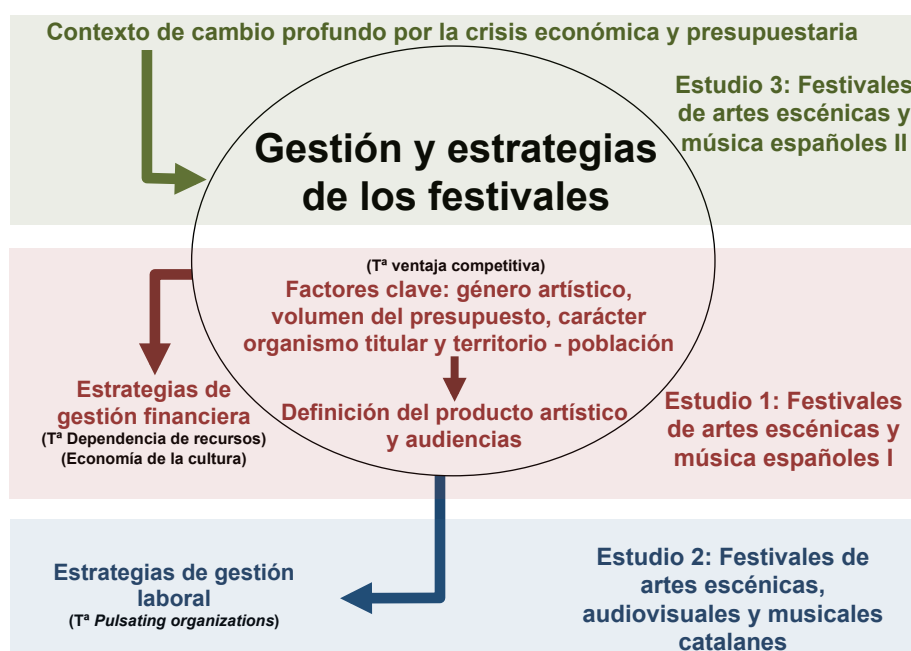 Contexto de cambio profundo por la crisis económica y presupuestaria
Estudio 3: Festivales
de artes escénicas y
música españoles II
Gestión y estrategias
de los festivales
(Tª ventaja competitiva)
Factores clave: género artístico,
volumen del presupuesto, carácter
organismo titular y territorio - población
Estrategias de
gestión financiera
(Tª Dependencia de recursos)
(Economía de la cultura)
Definición del producto artístico
y audiencias
Estudio 1: Festivales
de artes escénicas y
música españoles I
Estrategias de gestión
laboral
(Tª Pulsating organizations)
Estudio 2: Festivales de
artes escénicas,
audiovisuales y musicales
catalanes